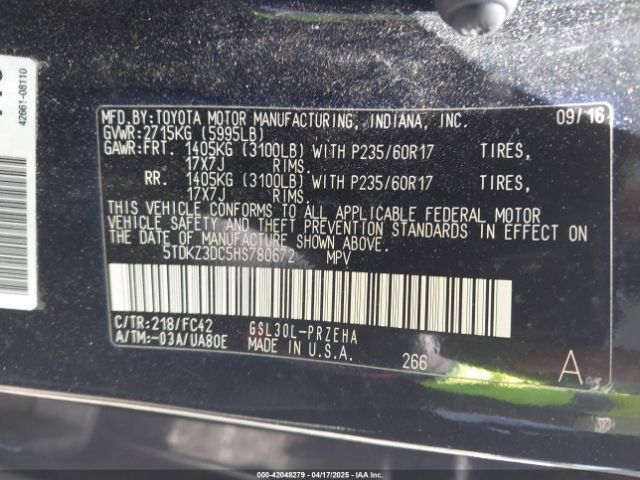 42661-08110
MFD.BY:TOYOTA MOTOR MANUFACTURING, INDIANA, INC. 09/16
GVWR:2715KG (5995LB)
GAWR:FRT. 1405KG (3100LB) WITH P235/60R17 TIRES,
17X7J RIMS.
RR. 1405KG (3100LB) WITH P235/60R17 TIRES,
17X7J RIMS.
THIS VEHICLE CONFORMS TO ALL APPLICABLE FEDERAL MOTOR
VEHICLE SAFETY AND THEFT PREVENTION STANDARDS IN EFFECT ON
THE DATE OF MANUFACTURE SHOWN ABOVE.
5TDKZ3DC5HS780672 MPV
C/TR:218/FC42 GSL30L-PRZEHA
A/TM:-03A/UA80E MADE IN U.S.A. 266 A
000-42048279 - 04/17/2025 - Copyright IAA, Inc.